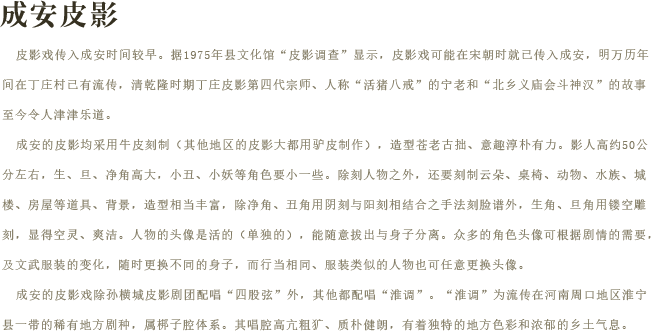 成安皮影
皮影戏传入成安时间较早。据1975年县文化馆“皮影调查”显示，皮影戏可能在宋朝时就已传入成安，明万历年
间在丁庄村已有流传，清乾隆时期丁庄皮影第四代宗师、人称“活猪八戒”的宁老和“北乡义庙会斗神汉”的故事
至今令人津津乐道。
成安的皮影均采用牛皮刻制（其他地区的皮影大都用驴皮制作），造型苍老古拙、意趣淳朴有力。影人高约50公
分左右，生、旦、净角高大，小丑、小妖等角色要小一些。除刻人物之外，还要刻制云朵、桌椅、动物、水族、城
楼、房屋等道具、背景，造型相当丰富，除净角、丑角用阴刻与阳刻相结合之手法刻脸谱外，生角、旦角用镂空雕
刻，显得空灵、爽洁。人物的头像是活的（单独的），能随意拔出与身子分离。众多的角色头像可根据剧情的需要，
及文武服装的变化，随时更换不同的身子，而行当相同、服装类似的人物也可任意更换头像。
成安的皮影戏除孙横城皮影剧团配唱“四股弦”外，其他都配唱“淮调”。“淮调”为流传在河南周口地区淮宁
县一带的稀有地方剧种，属梆子腔体系。其唱腔高亢粗犷、质朴健朗，有着独特的地方色彩和浓郁的乡土气息。